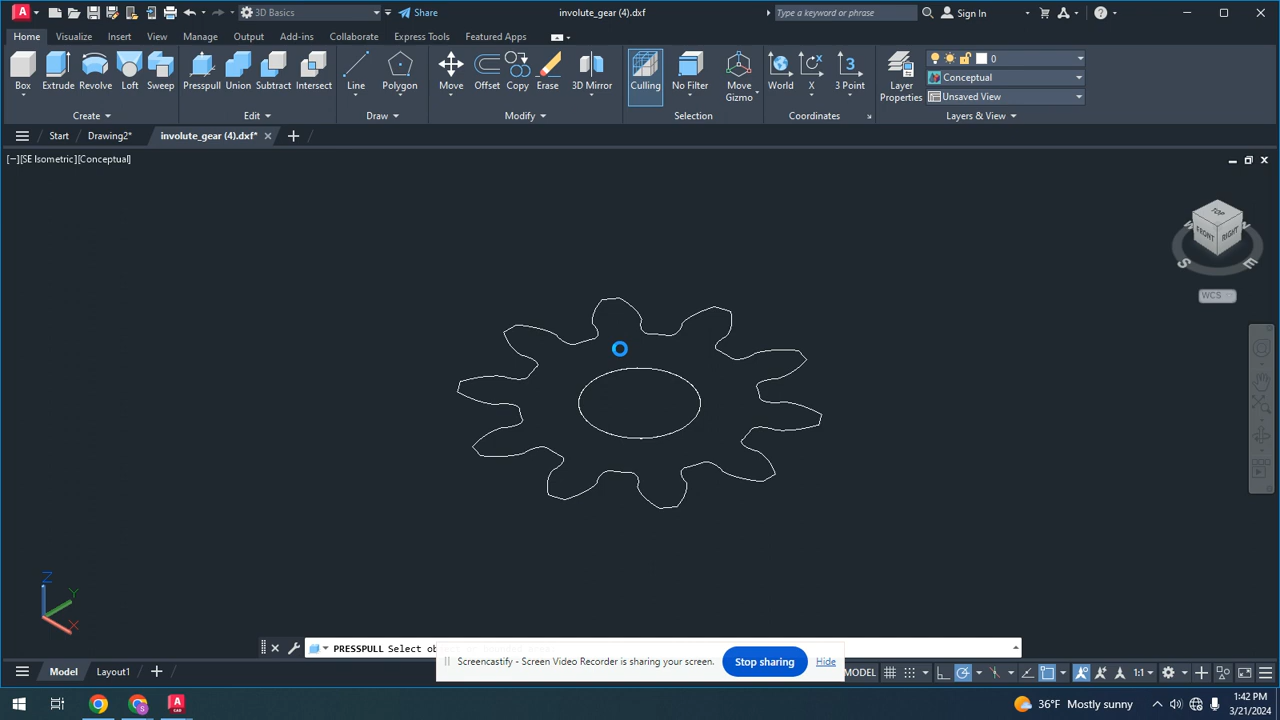 3D Basics
Share
involute_gear (4).dxf
Type a keyword or phrase
Sign In
Home
Visualize
Insert
View
Manage
Output
Add-ins
Collaborate
Express Tools
Featured Apps
Box
Extrude
Revolve
Loft
Sweep
Presspull
Union
Subtract
Intersect
Line
Polygon
Move
Offset
Copy
Erase
3D Mirror
Culling
No Filter
Move
Gizmo
World
X
3
3 Point
Layer
Properties
0
Conceptual
Unsaved View
Create
Edit
Draw
Modify
Selection
Coordinates
Layers & View
Start
Drawing2*
involute_gear (4).dxf*
[−][SE Isometric][Conceptual]
TOP
FRONT
RIGHT
S
E
WCS
Z
Y
X
PRESSPULL Select
Screencastify - Screen Video Recorder is sharing your screen.
Stop sharing
Hide
Model
Layout1
MODEL
1:1
36°F Mostly sunny
1:42 PM
3/21/2024